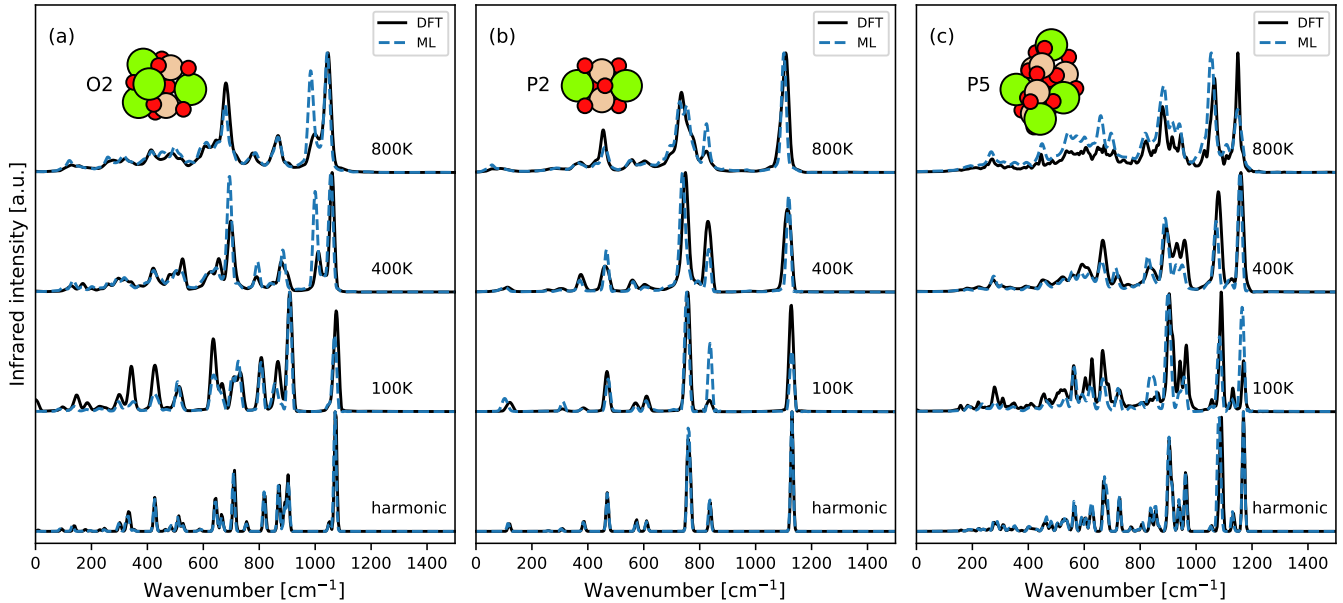 (a)
O2
DFT
ML
800K
400K
100K
harmonic
0 200 400 600 800 1000 1200 1400
Wavenumber [cm⁻¹]
Infrared intensity [a.u.]
(b)
P2
DFT
ML
800K
400K
100K
harmonic
0 200 400 600 800 1000 1200 1400
Wavenumber [cm⁻¹]
(c)
P5
DFT
ML
800K
400K
100K
harmonic
0 200 400 600 800 1000 1200 1400
Wavenumber [cm⁻¹]